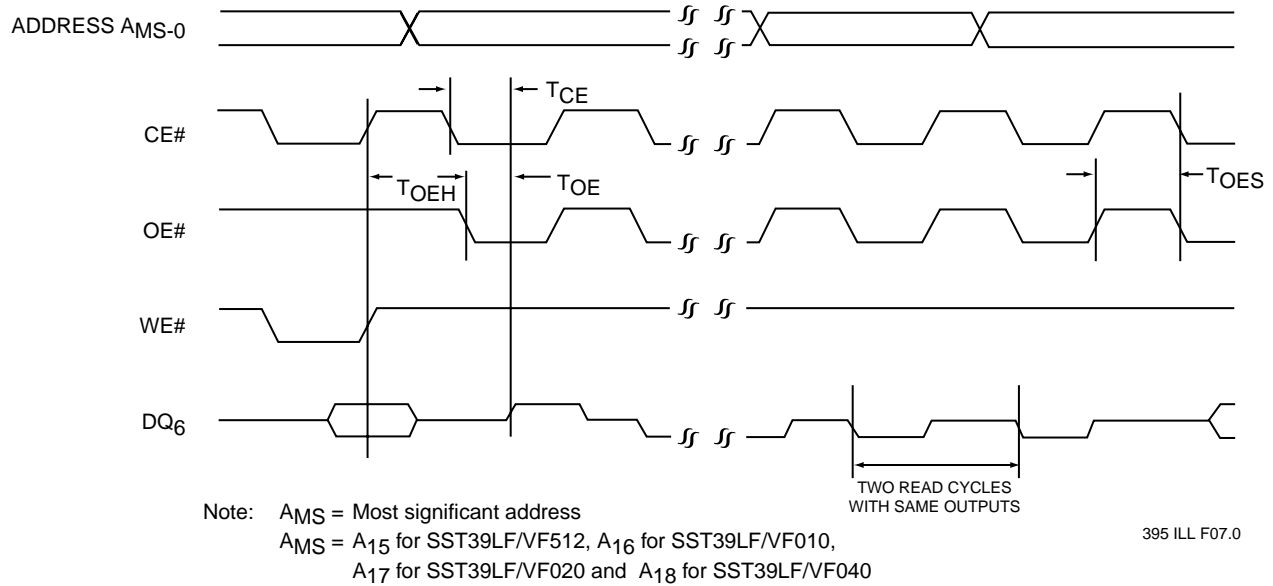 ADDRESS AMS-0
TCE
CE#
TOEH
TOE
TOES
OE#
WE#
DQ6
TWO READ CYCLES
WITH SAME OUTPUTS
Note: AMS = Most significant address
AMS = A15 for SST39LF/VF512, A16 for SST39LF/VF010,
A17 for SST39LF/VF020 and A18 for SST39LF/VF040
395 ILL F07.0